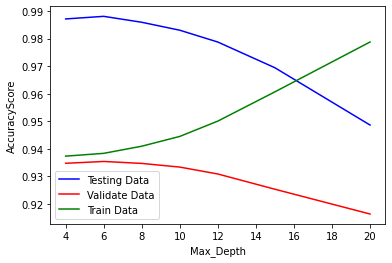 0.99
0.98
0.97
0.96
0.95
0.94
0.93
0.92
AccuracyScore
Testing Data
Validate Data
Train Data
4 6 8 10 12 14 16 18 20
Max_Depth